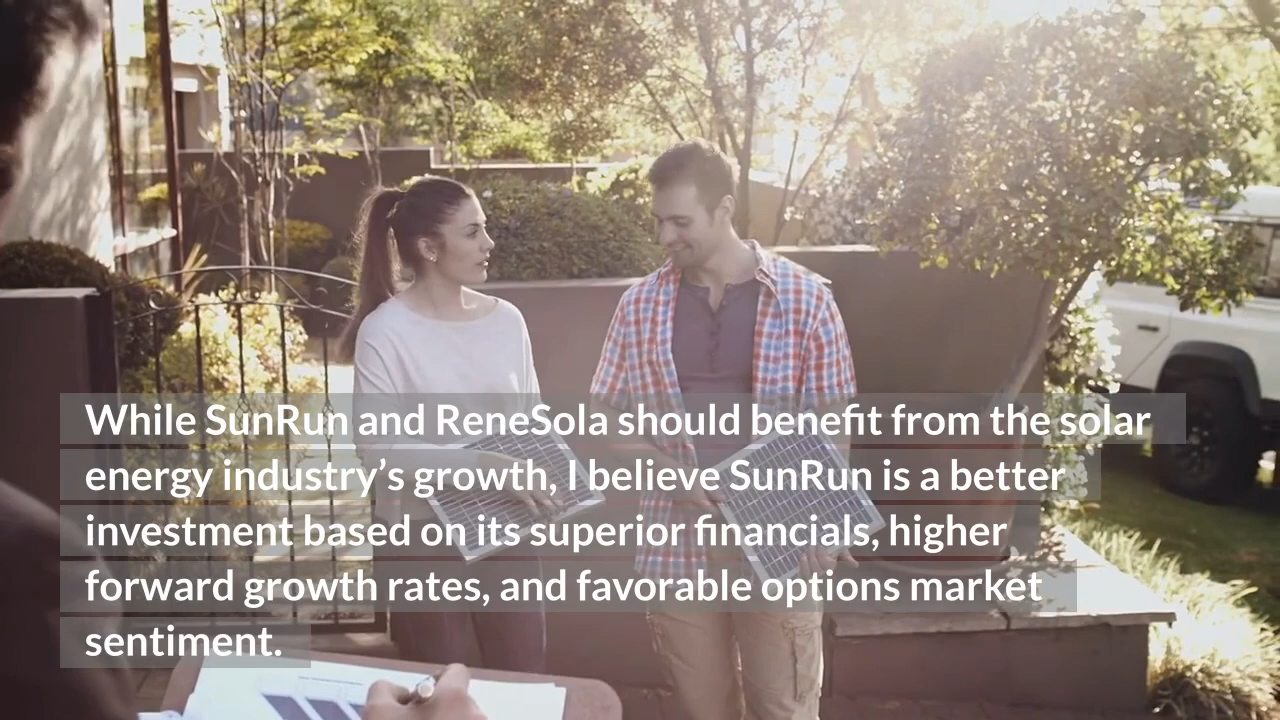 While SunRun and ReneSola should benefit from the solar
energy industry’s growth, I believe SunRun is a better
investment based on its superior financials, higher
forward growth rates, and favorable options market
sentiment.